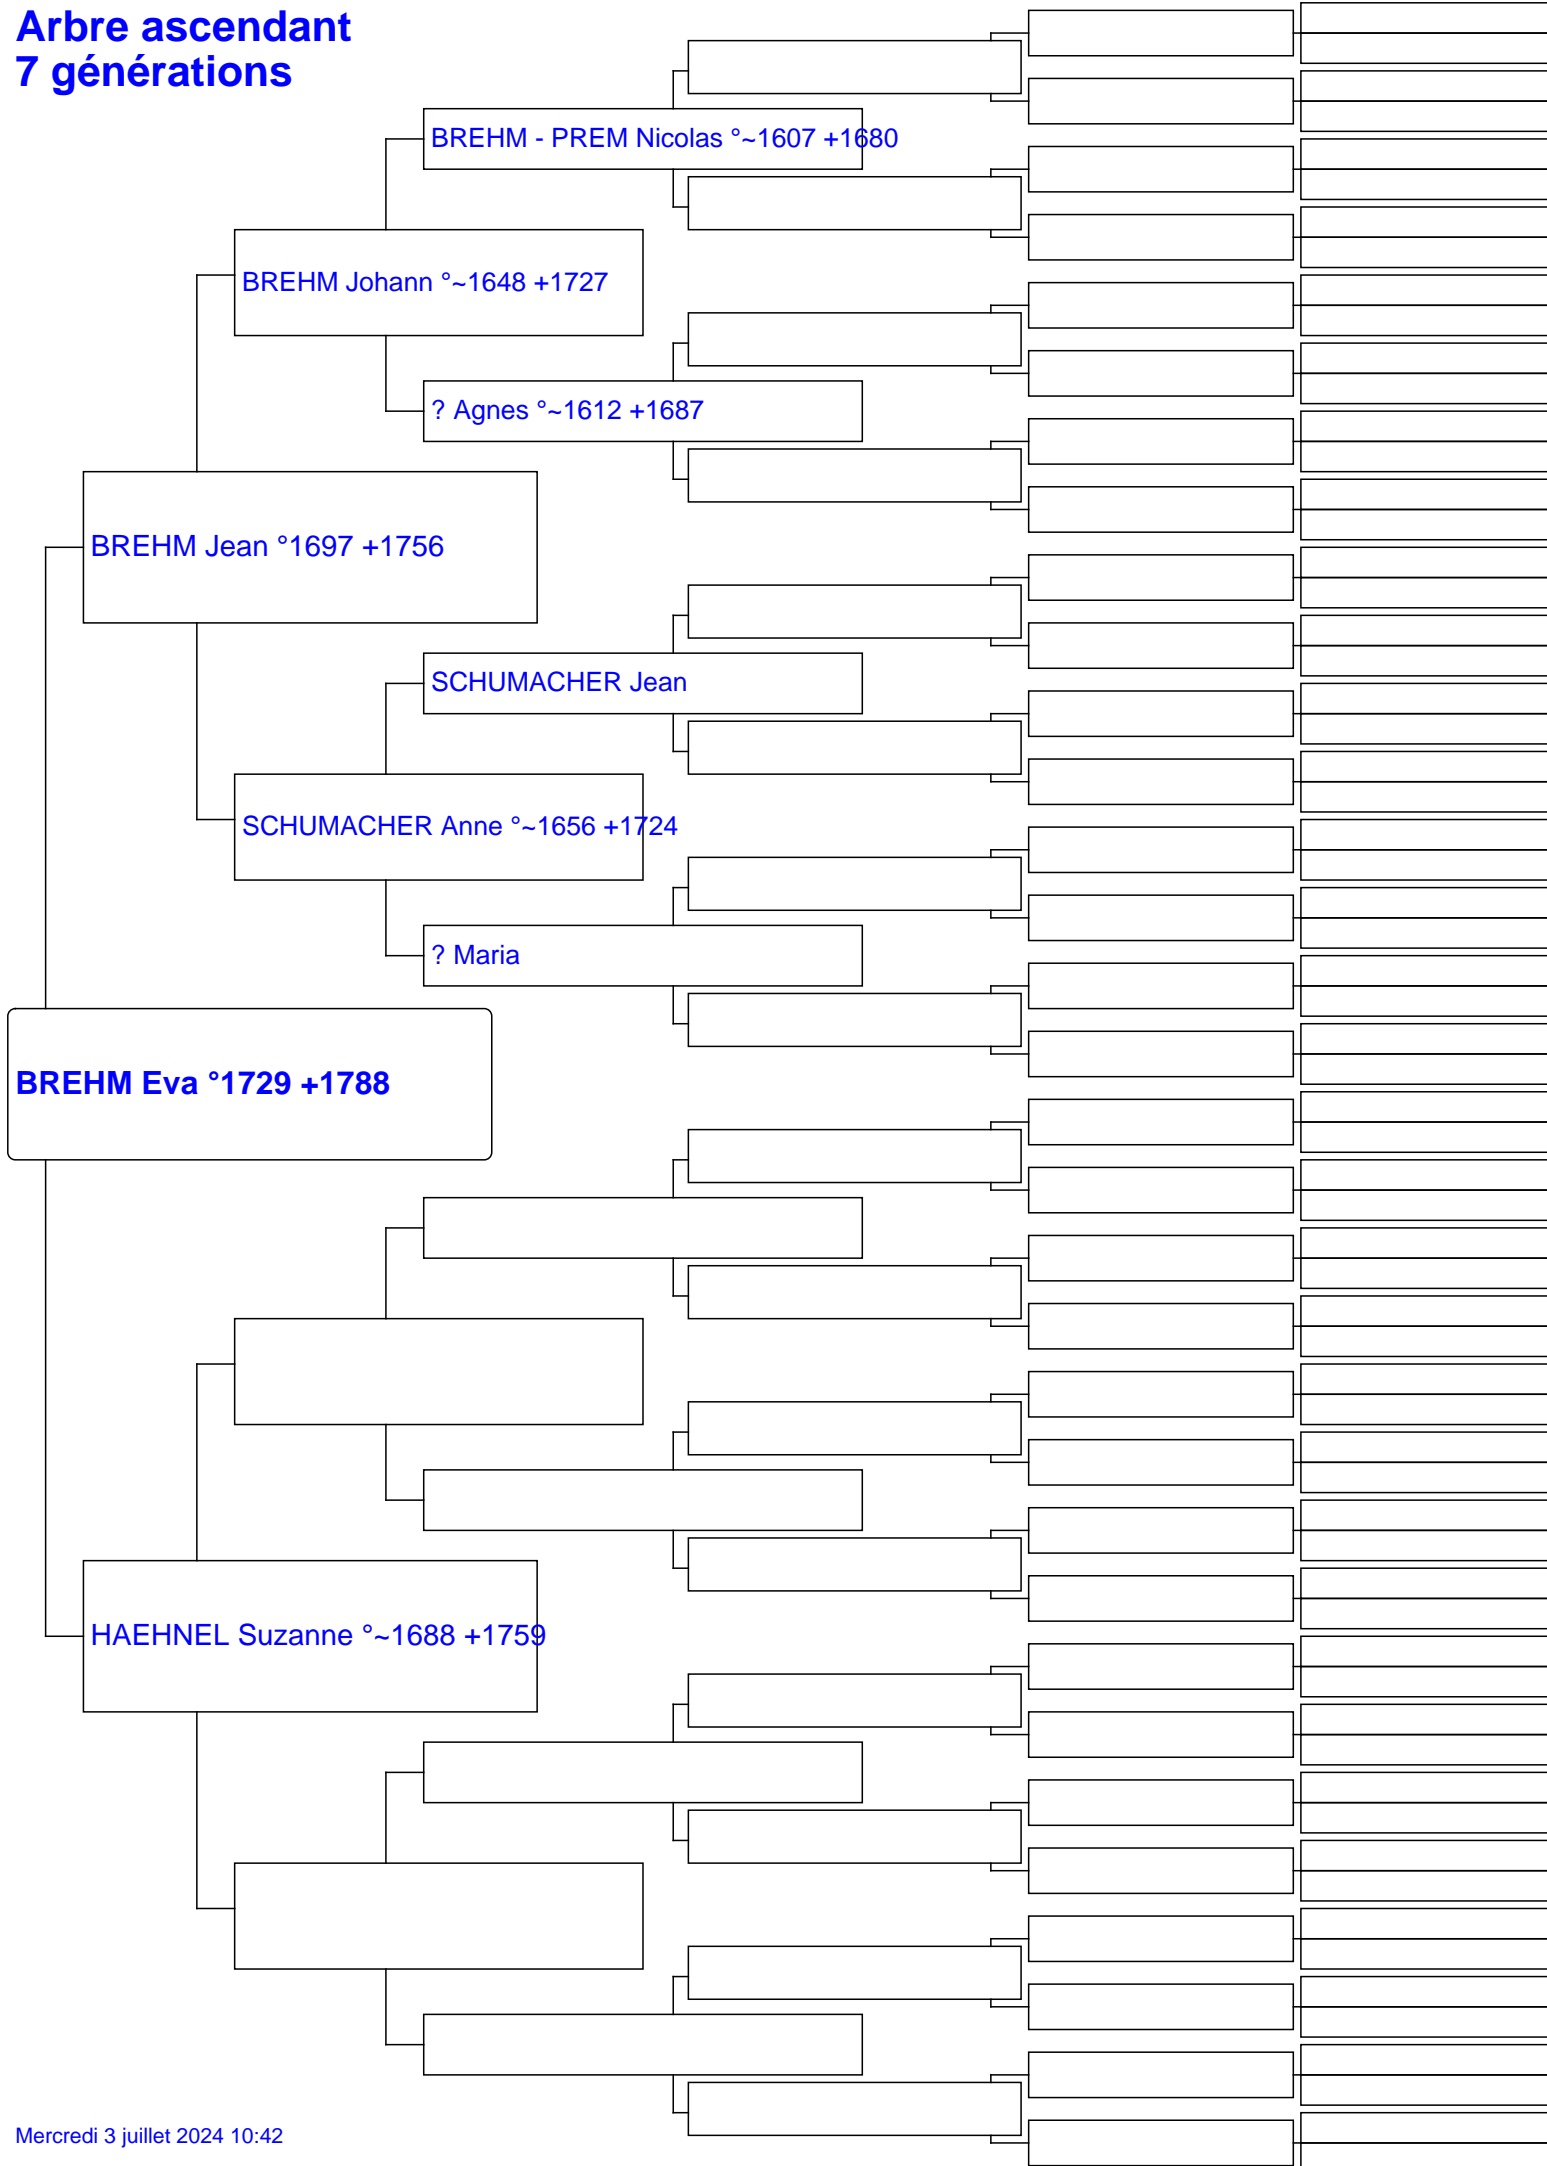 Arbre ascendant
7 générations
BREHM - PREM Nicolas °~1607 +1680
BREHM Johann °~1648 +1727
? Agnes °~1612 +1687
BREHM Jean °1697 +1756
SCHUMACHER Jean
SCHUMACHER Anne °~1656 +1724
? Maria
BREHM Eva °1729 +1788
HAEHNEL Suzanne °~1688 +1759
Mercredi 3 juillet 2024 10:42